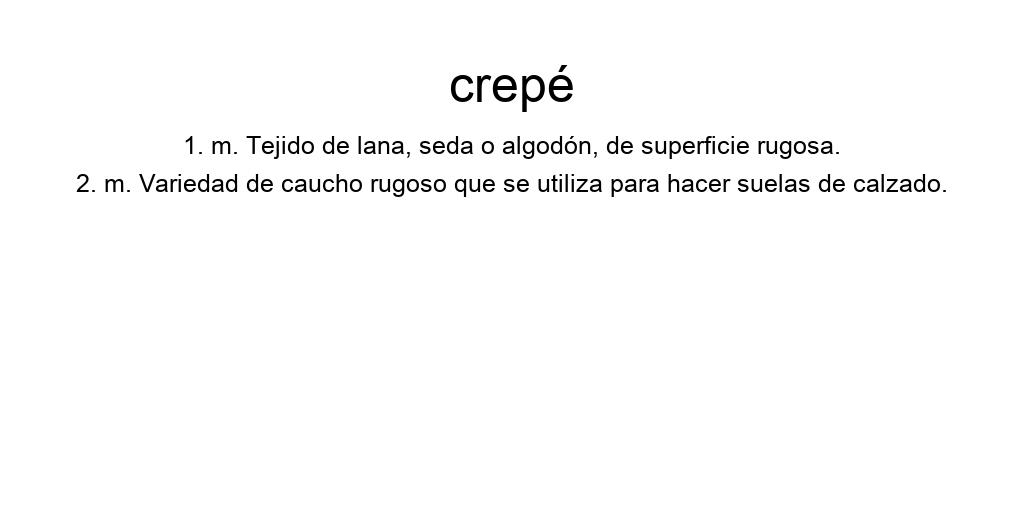 crepé
1. m. Tejido de lana, seda o algodón, de superficie rugosa.
2. m. Variedad de caucho rugoso que se utiliza para hacer suelas de calzado.